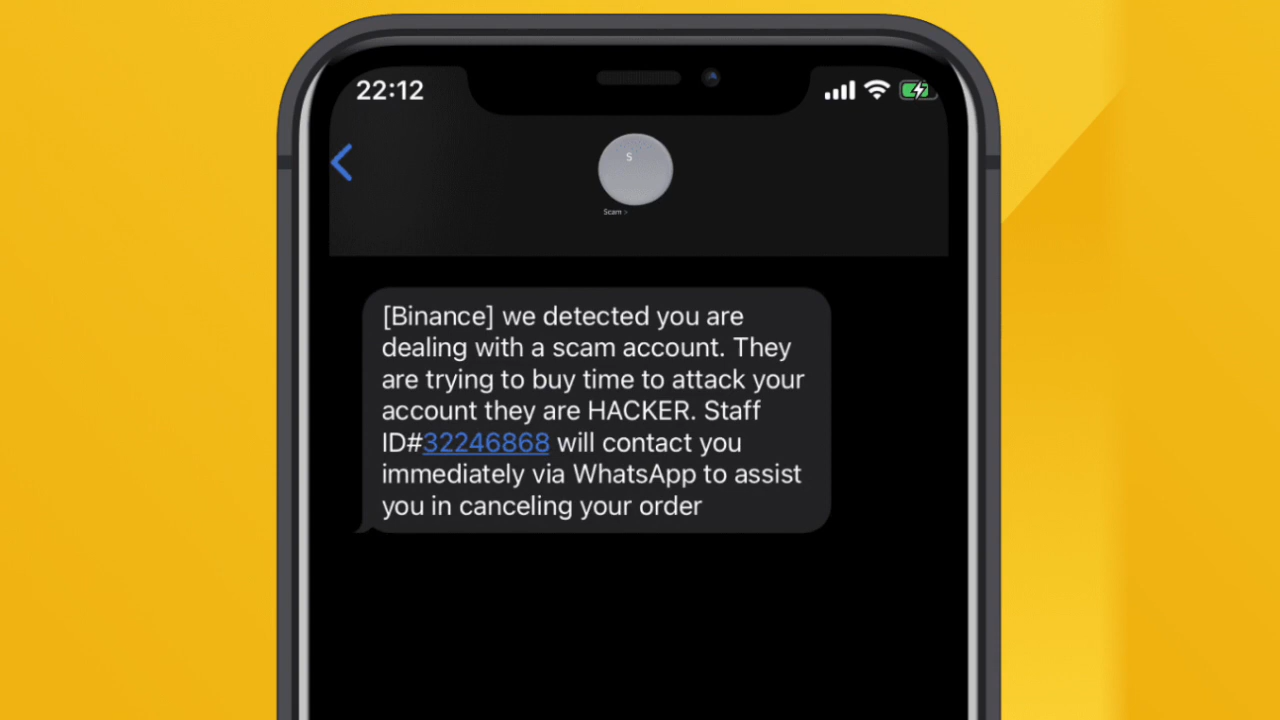 22:12
S
Scam >
[Binance] we detected you are
dealing with a scam account. They
are trying to buy time to attack your
account they are HACKER. Staff
ID#32246868 will contact you
immediately via WhatsApp to assist
you in canceling your order